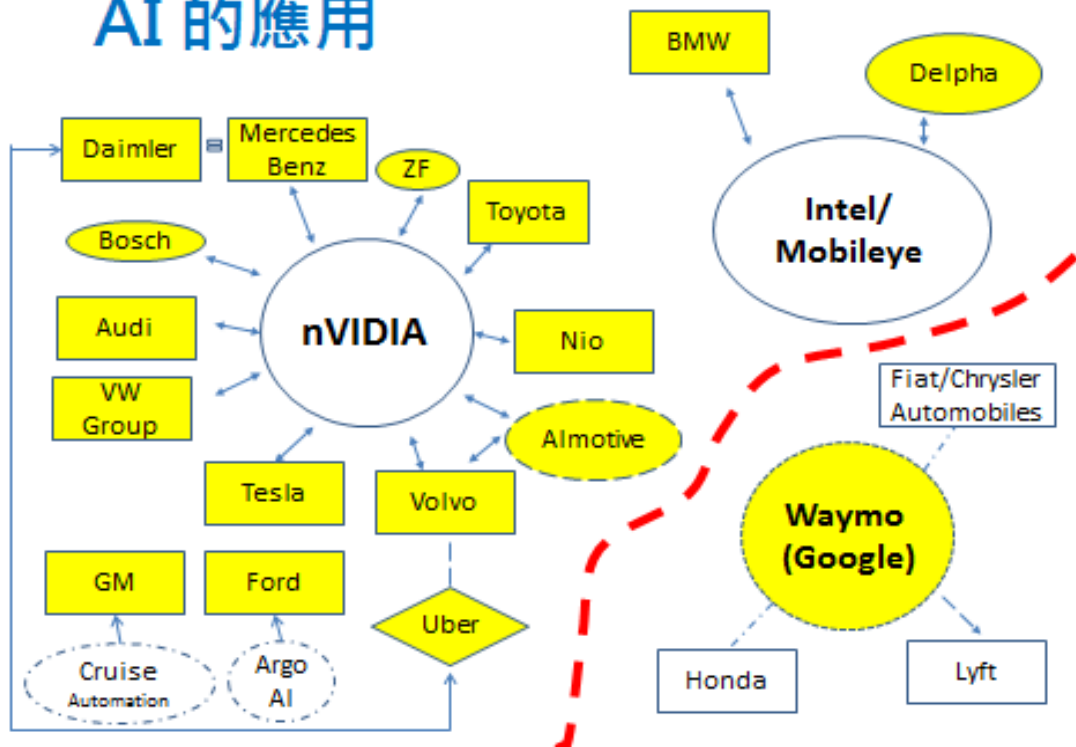 AI 的應用
BMW
Delpha
Daimler
=
Mercedes
Benz
ZF
Toyota
Intel/
Mobileye
Bosch
Audi
nVIDIA
Nio
VW
Group
Fiat/Chrysler
Automobiles
AImotive
Tesla
Volvo
Waymo
(Google)
GM
Ford
Uber
Cruise
Automation
Argo
AI
Honda
Lyft